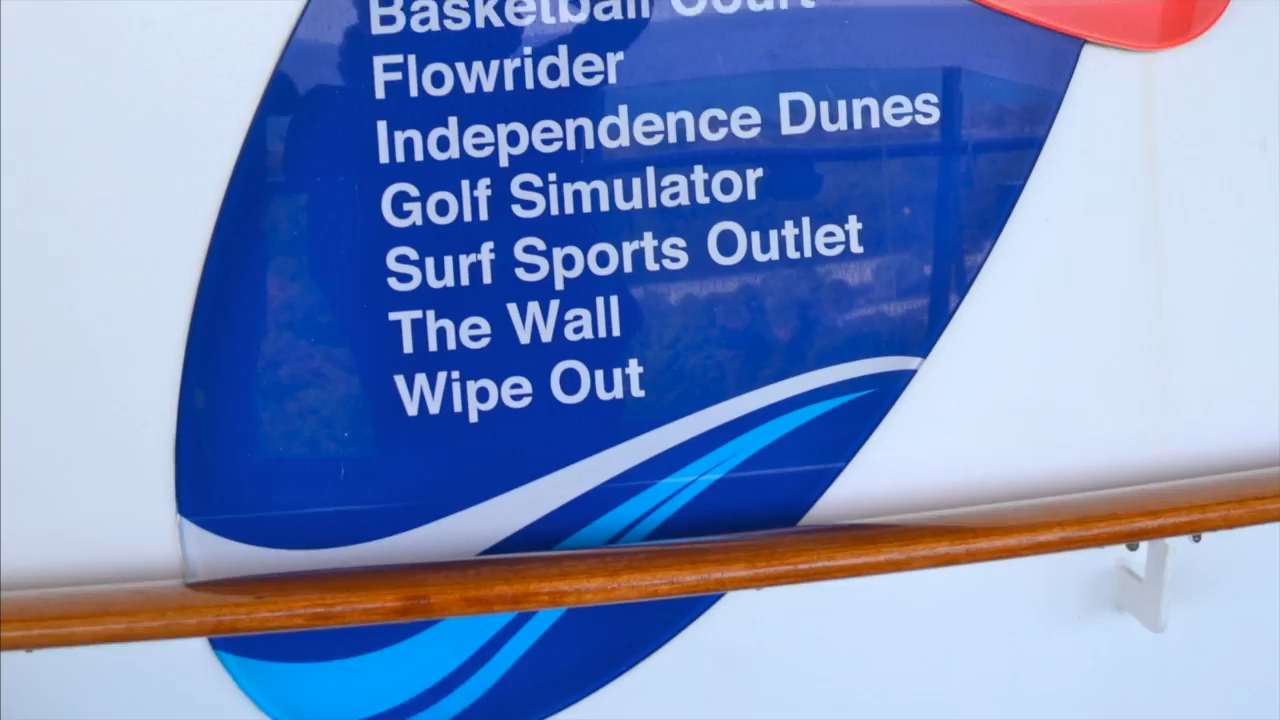 Basketball Court
Flowrider
Independence Dunes
Golf Simulator
Surf Sports Outlet
The Wall
Wipe Out